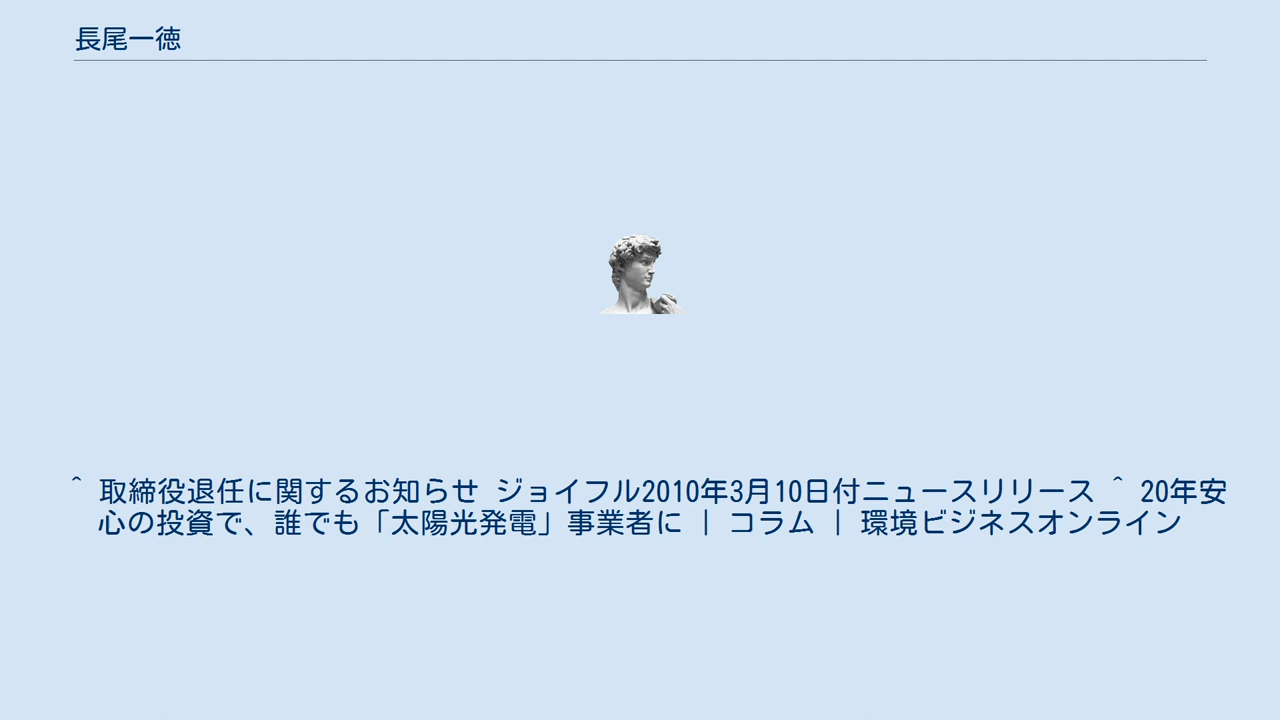 長尾一徳
^ 取締役退任に関するお知らせ ジョイフル2010年3月10日付ニュースリリース ^ 20年安
心の投資で、誰でも「太陽光発電」事業者に | コラム | 環境ビジネスオンライン